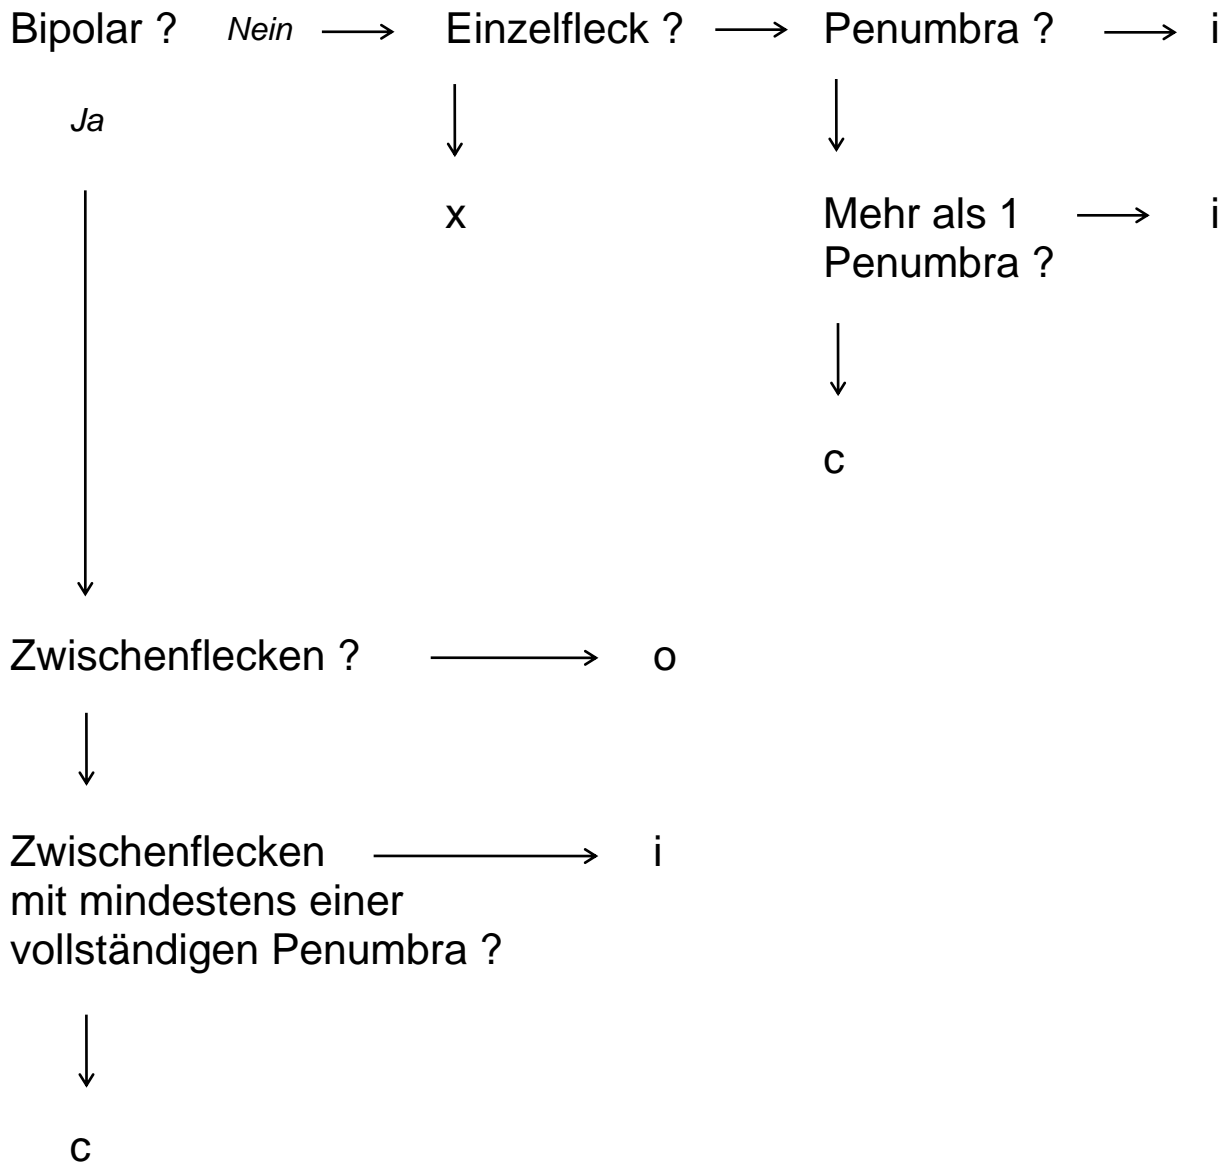 Bipolar ? Nein Einzelfleck ? Penumbra ? i
Ja
x Mehr als 1 i
Penumbra ?
c
Zwischenflecken ? o
Zwischenflecken i
mit mindestens einer
vollständigen Penumbra ?
c